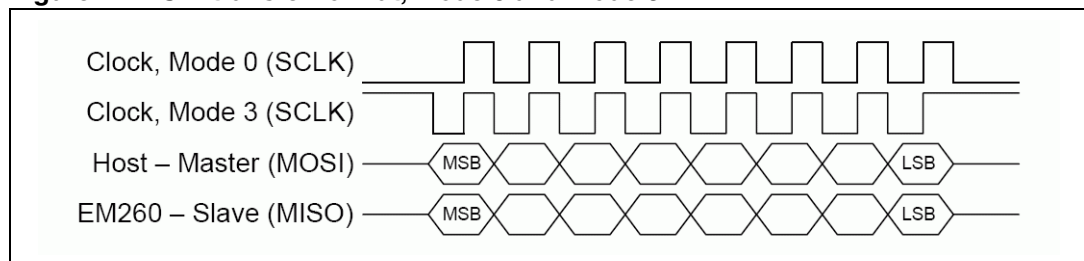 Clock, Mode 0 (SCLK)
Clock, Mode 3 (SCLK)
Host – Master (MOSI) MSB LSB
EM260 – Slave (MISO) MSB LSB